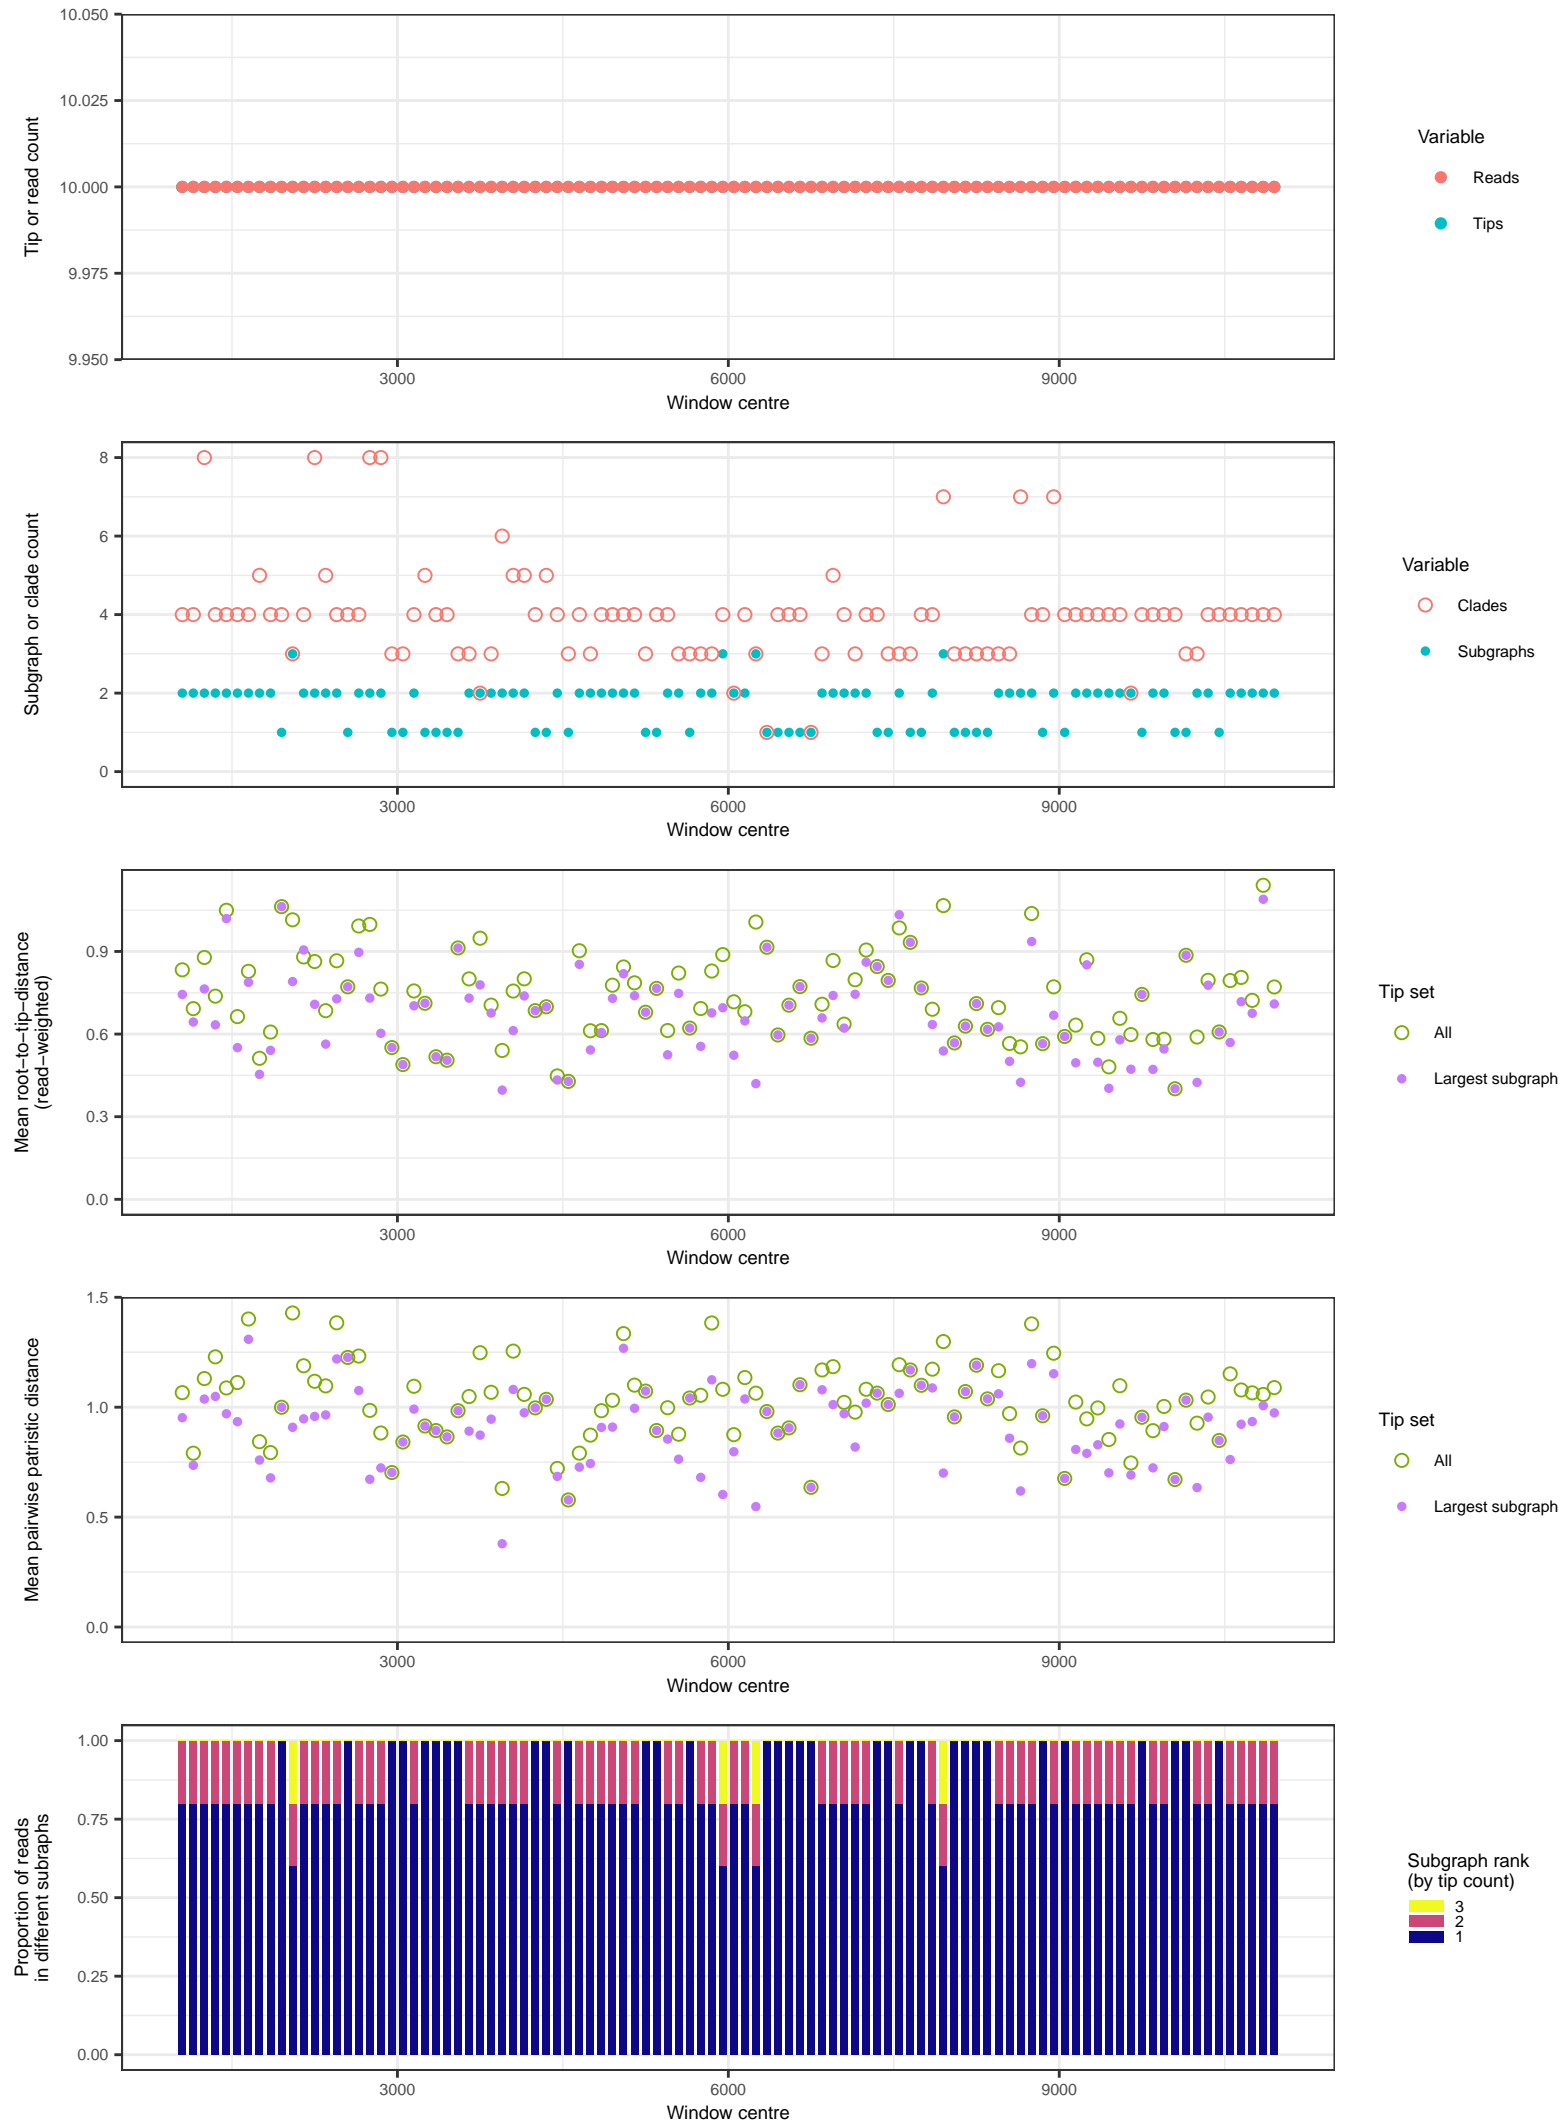 10.050
10.025
10.000
9.975
9.950
Tip or read count
3000
6000
9000
Window centre
Variable
Reads
Tips
8
6
4
2
0
Subgraph or clade count
3000
6000
9000
Window centre
Variable
Clades
Subgraphs
0.9
0.6
0.3
0.0
Mean root−to−tip−distance
(read−weighted)
3000
6000
9000
Window centre
Tip set
All
Largest subgraph
1.5
1.0
0.5
0.0
Mean pairwise patristic distance
3000
6000
9000
Window centre
Tip set
All
Largest subgraph
1.00
0.75
0.50
0.25
0.00
Proportion of reads
in different subraphs
3000
6000
9000
Window centre
Subgraph rank
(by tip count)
3
2
1